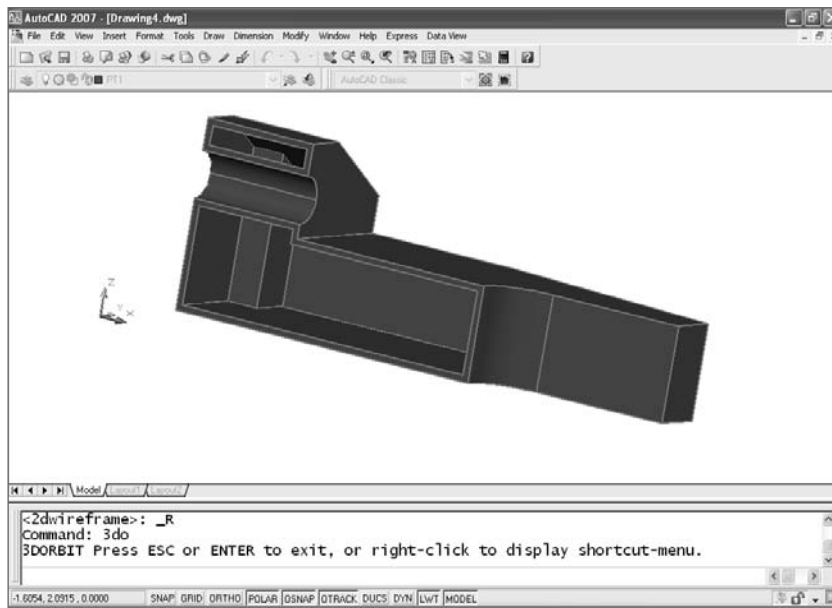 AutoCAD 2007 - [Drawing4.dwg]
File Edit View Insert Format Tools Draw Dimension Modify Window Help Express Data View
PT1 AutoCAD Classic
Z
Y X
Model Layout1 Layout2
<2dwireframe>: _R
Command: 3do
3DORBIT Press ESC or ENTER to exit, or right-click to display shortcut-menu.
-1.6054, 2.0915, 0.0000 SNAP GRID ORTHO POLAR OSNAP OTRACK DUCS DYN LWT MODEL